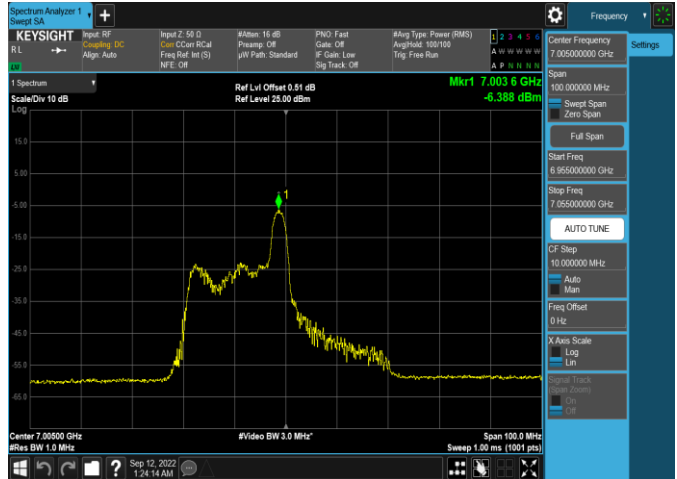 Spectrum Analyzer 1
Swept SA
Frequency
KEYSIGHT
R L
Input: RF
Coupling: DC
Align: Auto
Input Z: 50 Ω
Corr CCorr RCal
Freq Ref: Int (S)
NFE: Off
#Atten: 16 dB
Preamp: Off
µW Path: Standard
PNO: Fast
Gate: Off
IF Gain: Low
Sig Track: Off
#Avg Type: Power (RMS)
Avg|Hold: 100/100
Trig: Free Run
1 2 3 4 5 6
A W W W W W
A P N N N N
1 Spectrum
Scale/Div 10 dB
Log
Ref Lvl Offset 0.51 dB
Ref Level 25.00 dBm
Mkr1 7.003 6 GHz
-6.388 dBm
15.0
5.00
-5.00
-15.0
-25.0
-35.0
-45.0
-55.0
-65.0
1
Center 7.00500 GHz
#Res BW 1.0 MHz
#Video BW 3.0 MHz*
Span 100.0 MHz
Sweep 1.00 ms (1001 pts)
Sep 12, 2022
1:24:14 AM
?
Center Frequency
7.005000000 GHz
Span
100.000000 MHz
Swept Span
Zero Span
Full Span
Start Freq
6.955000000 GHz
Stop Freq
7.055000000 GHz
AUTO TUNE
CF Step
10.000000 MHz
Auto
Man
Freq Offset
0 Hz
X Axis Scale
Log
Lin
Signal Track
(Span Zoom)
On
Off
Settings